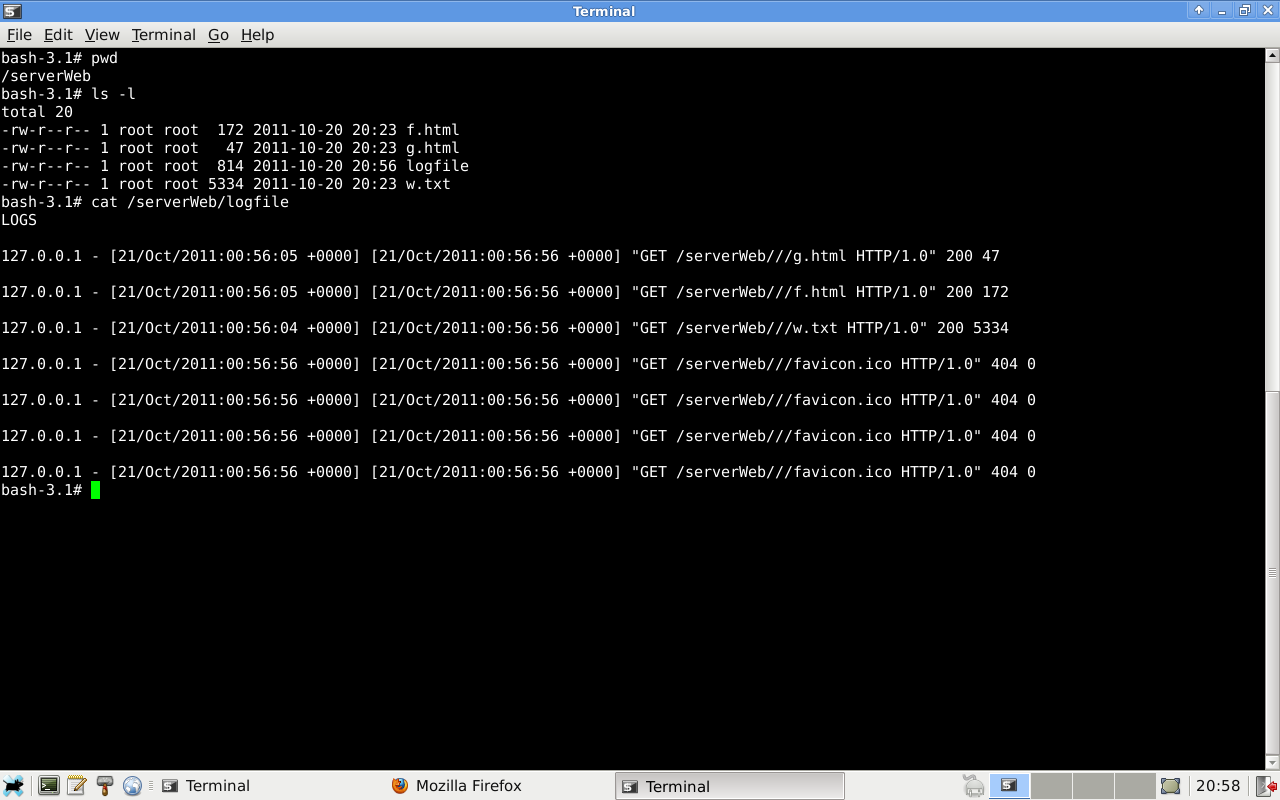 Terminal
File Edit View Terminal Go Help
bash-3.1# pwd
/serverWeb
bash-3.1# ls -l
total 20
-rw-r--r-- 1 root root  172 2011-10-20 20:23 f.html
-rw-r--r-- 1 root root   47 2011-10-20 20:23 g.html
-rw-r--r-- 1 root root  814 2011-10-20 20:56 logfile
-rw-r--r-- 1 root root 5334 2011-10-20 20:23 w.txt
bash-3.1# cat /serverWeb/logfile
LOGS
127.0.0.1 - [21/Oct/2011:00:56:05 +0000] [21/Oct/2011:00:56:56 +0000] "GET /serverWeb///g.html HTTP/1.0" 200 47
127.0.0.1 - [21/Oct/2011:00:56:05 +0000] [21/Oct/2011:00:56:56 +0000] "GET /serverWeb///f.html HTTP/1.0" 200 172
127.0.0.1 - [21/Oct/2011:00:56:04 +0000] [21/Oct/2011:00:56:56 +0000] "GET /serverWeb///w.txt HTTP/1.0" 200 5334
127.0.0.1 - [21/Oct/2011:00:56:56 +0000] [21/Oct/2011:00:56:56 +0000] "GET /serverWeb///favicon.ico HTTP/1.0" 404 0
127.0.0.1 - [21/Oct/2011:00:56:56 +0000] [21/Oct/2011:00:56:56 +0000] "GET /serverWeb///favicon.ico HTTP/1.0" 404 0
127.0.0.1 - [21/Oct/2011:00:56:56 +0000] [21/Oct/2011:00:56:56 +0000] "GET /serverWeb///favicon.ico HTTP/1.0" 404 0
127.0.0.1 - [21/Oct/2011:00:56:56 +0000] [21/Oct/2011:00:56:56 +0000] "GET /serverWeb///favicon.ico HTTP/1.0" 404 0
bash-3.1#
Terminal Mozilla Firefox Terminal 20:58